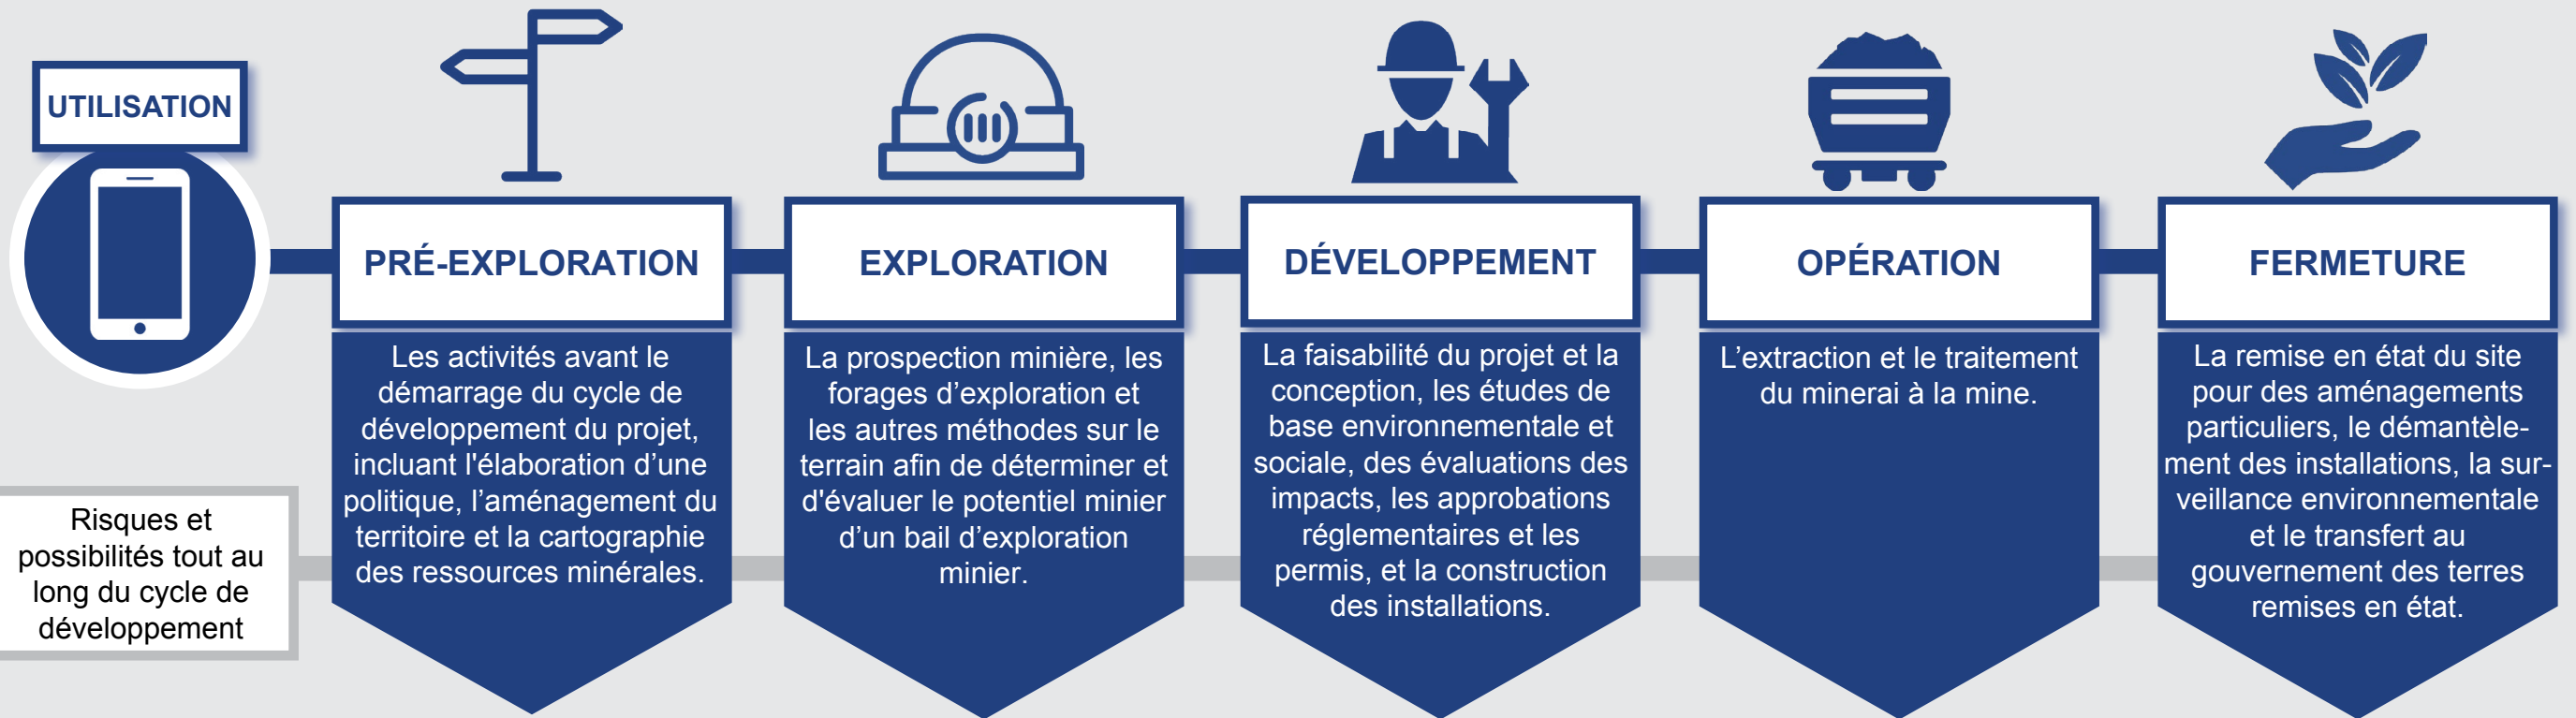 UTILISATION
PRÉ-EXPLORATION
Les activités avant le
démarrage du cycle de
développement du projet,
incluant l'élaboration d’une
politique, l’aménagement du
territoire et la cartographie
des ressources minérales.
EXPLORATION
La prospection minière, les
forages d’exploration et
les autres méthodes sur le
terrain afin de déterminer et
d'évaluer le potentiel minier
d’un bail d’exploration
minier.
DÉVELOPPEMENT
La faisabilité du projet et la
conception, les études de
base environnementale et
sociale, des évaluations des
impacts, les approbations
réglementaires et les
permis, et la construction
des installations.
OPÉRATION
L’extraction et le traitement
du minerai à la mine.
FERMETURE
La remise en état du site
pour des aménagements
particuliers, le démantèle-
ment des installations, la sur-
veillance environnementale
et le transfert au
gouvernement des terres
remises en état.
Risques et
possibilités tout au
long du cycle de
développement